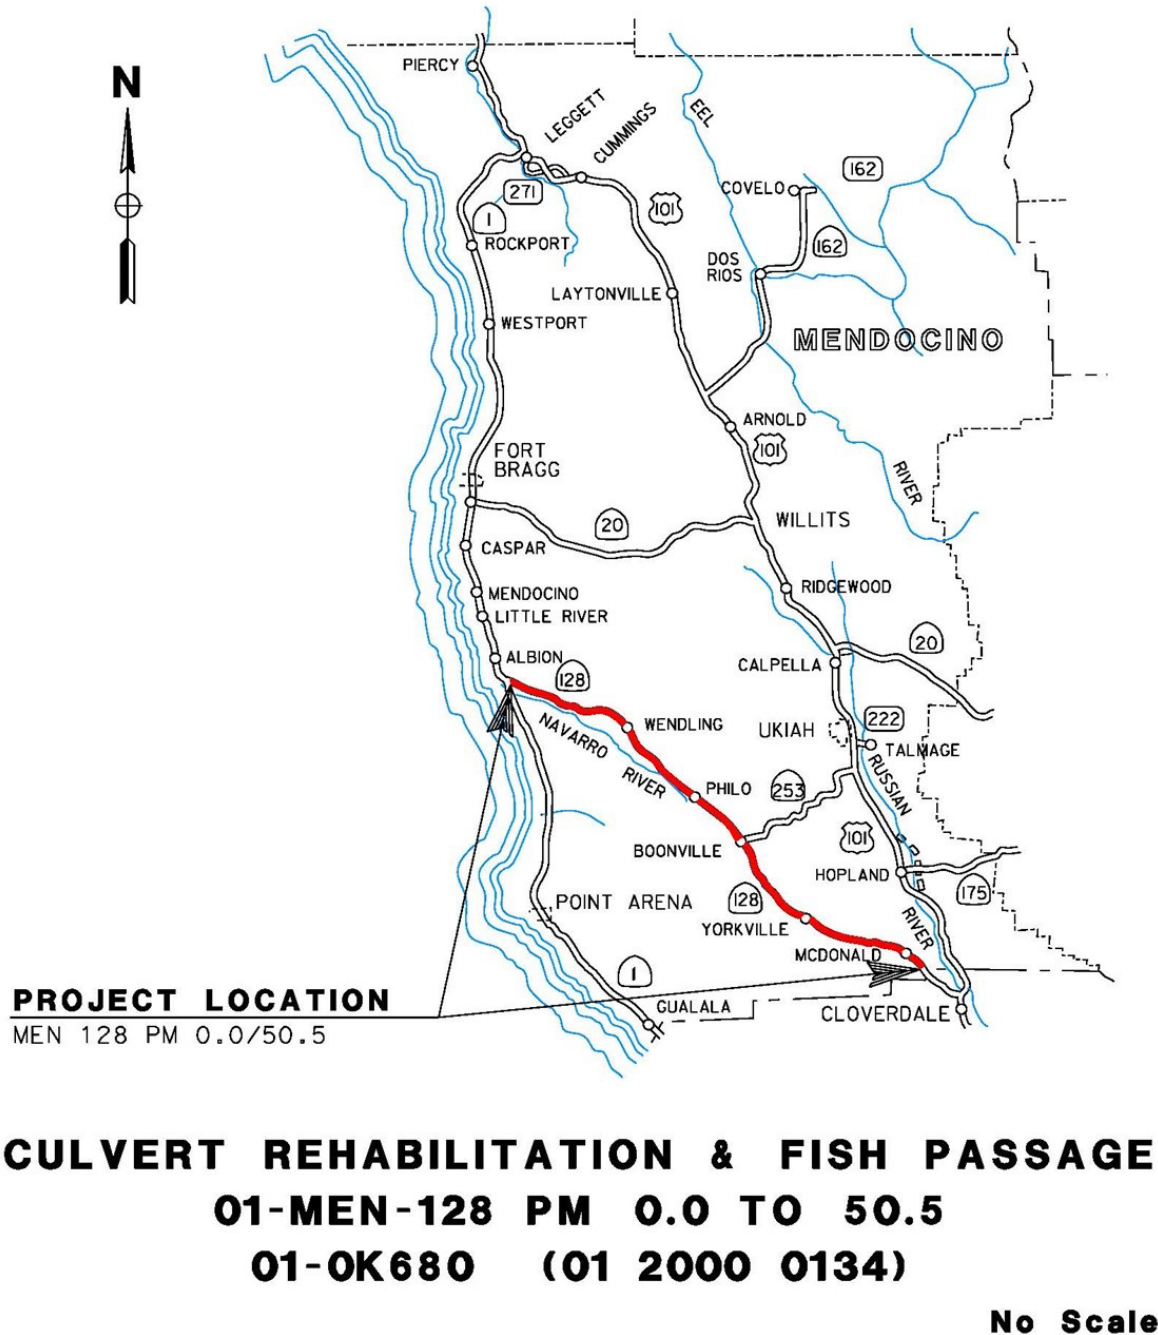 N
PIERCY
LEGGETT
CUMMINGS
EEL
271
1
162
COVELO
101
ROCKPORT
162
DOS
RIOS
LAYTONVILLE
WESTPORT
MENDOCINO
ARNOLD
101
FORT
BRAGG
RIVER
20
WILLITS
CASPAR
MENDOCINO
RIDGEWOOD
LITTLE RIVER
20
ALBION
128
CALPELLA
NAVARRO
RIVER
WENDLING
UKIAH
222
TALMAGE
RUSSIAN
RIVER
PHILO
253
BOONVILLE
101
HOPLAND
175
128
POINT ARENA
YORKVILLE
MCDONALD
1
PROJECT LOCATION
MEN 128 PM 0.0/50.5
GUALALA
CLOVERDALE
CULVERT REHABILITATION & FISH PASSAGE
01-MEN-128 PM 0.0 TO 50.5
01-0K680 (01 2000 0134)
No Scale